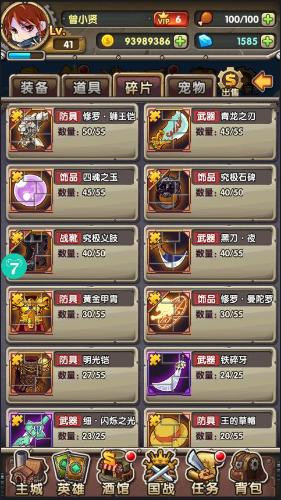 曾小贤
VIP 6
100/100
LV.
41
93989386
1585
装备
道具
碎片
宠物
出售
防具 修罗·狮王铠
数量: 50/55
武器 青龙之刃
数量: 50/55
饰品 四魂之玉
数量: 45/55
饰品 究极石碑
数量: 40/55
战靴 究极义肢
数量: 40/55
武器 黑刀·夜
数量: 30/55
7
防具 黄金甲胄
数量: 30/55
饰品 修罗·曼陀罗
数量: 30/55
防具 明光铠
数量: 27/55
武器 铁碎牙
数量: 24/25
武器 细·闪烁之光
数量: 23/25
防具 王的草帽
数量: 20/55
主城
英雄
酒馆
国战
任务
背包